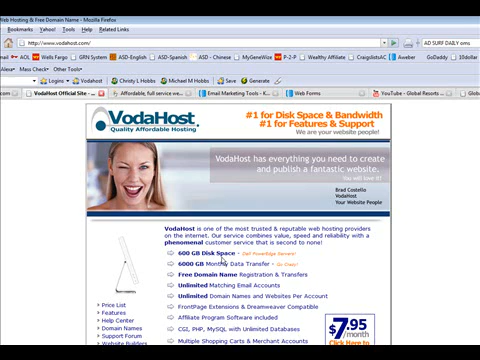 Web Hosting & Free Domain Name - Mozilla Firefox
Bookmarks Yahoo! Tools Help Related Links
http://www.vodahost.com/
AD SURF DAILY oms
AOL Wells Fargo ASD-English ASD-Spanish ASD - Chinese MyGeneWize P-2-P Wealthy Affiliate CraigslistAC Aweber GoDaddy 10dollar
Mass Check Other Tools
Logins Vodahost Christy L Hobbs Michael M Hobbs Edit Generate
VodaHost Official Site - Affordable, full service we Email Marketing Tools - K Web Forms YouTube - Global Resorts
VodaHost.
Quality Affordable Hosting
#1 for Disk Space & Bandwidth
#1 for Features & Support
We are your website people!
VodaHost has everything you need to create
and publish a fantastic website.
You will love it!
Brad Costello
VodaHost
Your Website People
VodaHost is one of the most trusted & reputable web hosting providers
on the internet. Our service combines value, speed and reliability with a
phenomenal customer service that is second to none!
600 GB Disk Space - Dell PowerEdge Servers!
6000 GB Monthly Data Transfer - Go Crazy!
Free Domain Name Registration & Transfers
Unlimited Matching Email Accounts
Unlimited Domain Names and Websites Per Account
FrontPage Extensions & Dreamweaver Compatible
Affiliate Program Software included
CGI, PHP, MySQL with Unlimited Databases
Multiple Shopping Carts & Merchant Accounts
Price List
Features
Help Center
Domain Names
Support Forum
Website Builders
$7.95
/month
Click Here to